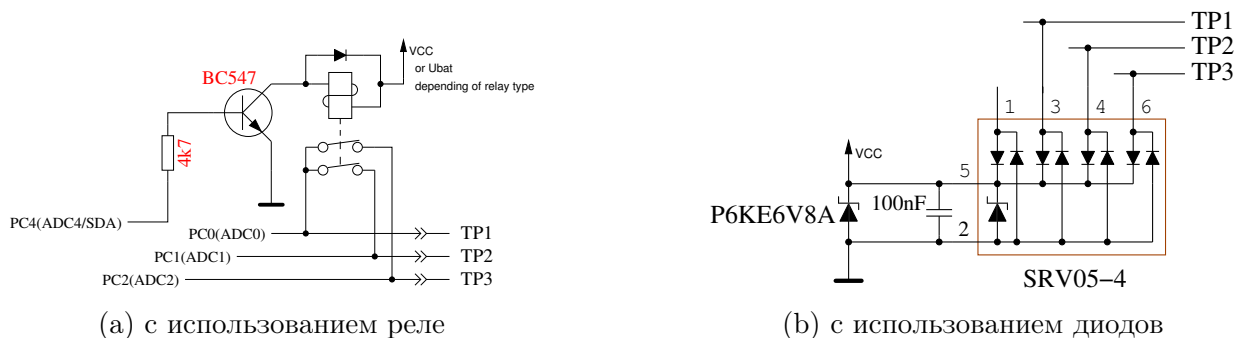 VCC
or Ubat
depending of relay type
BC547
4k7
PC4(ADC4/SDA)
PC0(ADC0)
TP1
PC1(ADC1)
TP2
PC2(ADC2)
TP3
(a) с использованием реле
TP1
TP2
TP3
1
3
4
6
VCC
5
P6KE6V8A
100nF
2
SRV05−4
(b) с использованием диодов